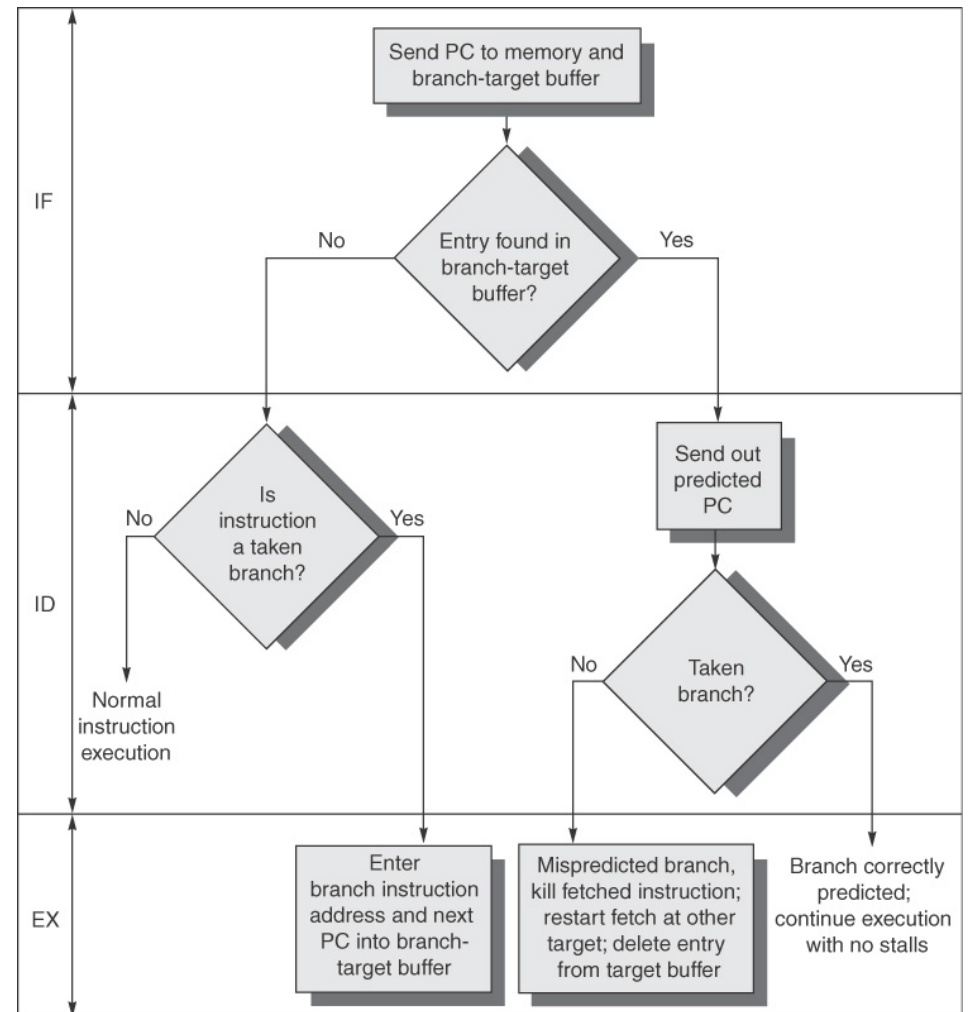 Send PC to memory and
branch-target buffer
IF
No
Entry found in
branch-target
buffer?
Yes
Send out
predicted
PC
No
Is
instruction
a taken
branch?
Yes
ID
No
Taken
branch?
Yes
Normal
instruction
execution
EX
Enter
branch instruction
address and next
PC into branch-
target buffer
Mispredicted branch,
kill fetched instruction;
restart fetch at other
target; delete entry
from target buffer
Branch correctly
predicted;
continue execution
with no stalls